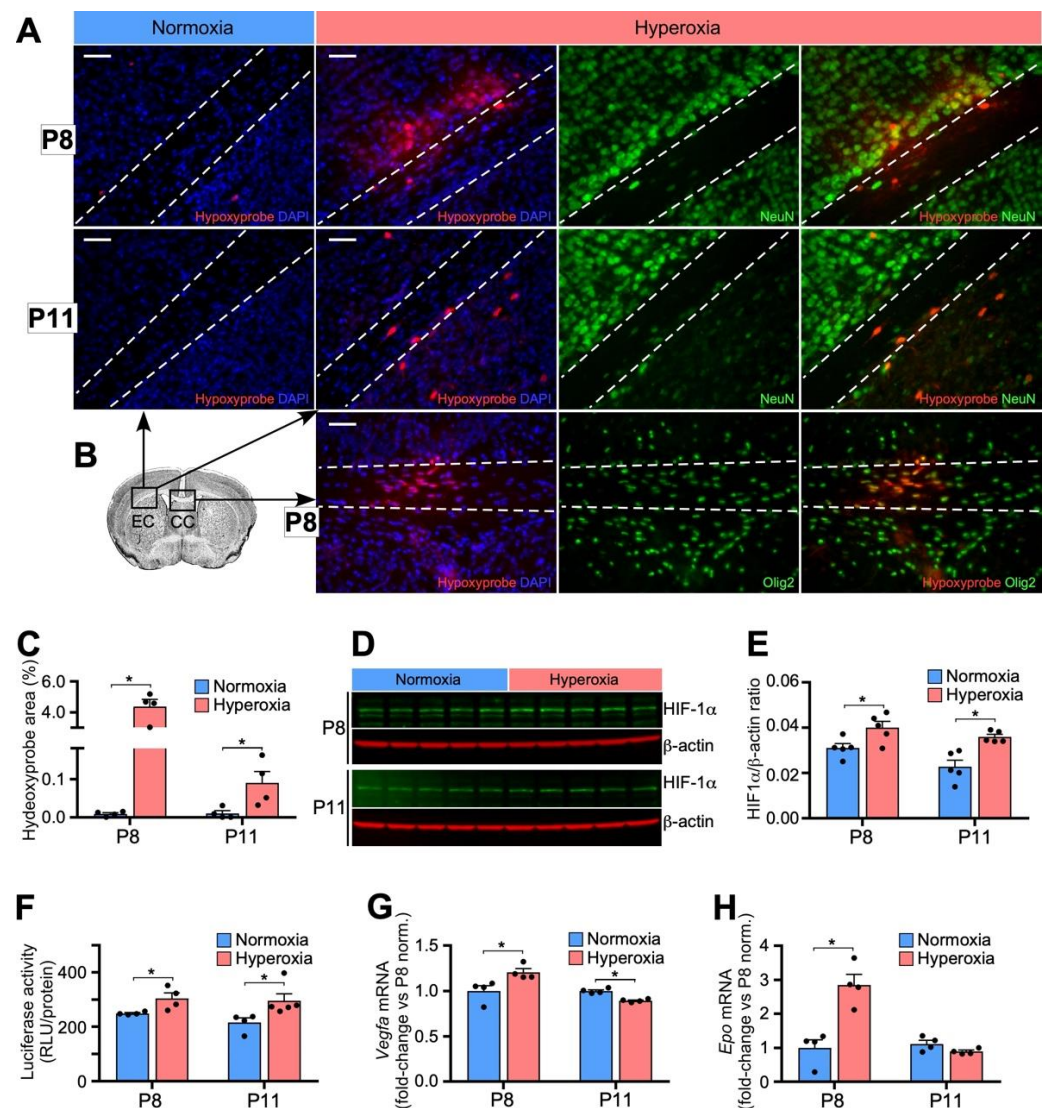 A
Normoxia
Hyperoxia
P8
Hypoxyprobe DAPI
Hypoxyprobe DAPI
NeuN
Hypoxyprobe NeuN
P11
Hypoxyprobe DAPI
Hypoxyprobe DAPI
NeuN
Hypoxyprobe NeuN
B
EC
CC
P8
Hypoxyprobe DAPI
Olig2
Hypoxyprobe Olig2
C
Hydeoxyprobe area (%)
6.0
4.0
0.1
0.0
*
*
Normoxia
Hyperoxia
P8
P11
D
Normoxia
Hyperoxia
P8
HIF-1α
β-actin
P11
HIF-1α
β-actin
E
HIF1α/β-actin ratio
0.06
0.04
0.02
0.00
*
*
Normoxia
Hyperoxia
P8
P11
F
Luciferase activity
(RLU/protein)
400
300
200
0
*
*
Normoxia
Hyperoxia
P8
P11
G
Vegfa mRNA
(fold-change vs P8 norm.)
1.5
1.0
0.5
0.0
*
*
Normoxia
Hyperoxia
P8
P11
H
Epo mRNA
(fold-change vs P8 norm.)
4
3
2
1
0
*
Normoxia
Hyperoxia
P8
P11